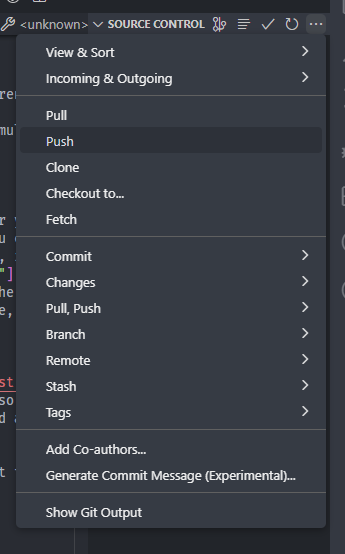 <unknown> SOURCE CONTROL
View & Sort
Incoming & Outgoing
Pull
Push
Clone
Checkout to...
Fetch
Commit
Changes
Pull, Push
Branch
Remote
Stash
Tags
Add Co-authors...
Generate Commit Message (Experimental)...
Show Git Output